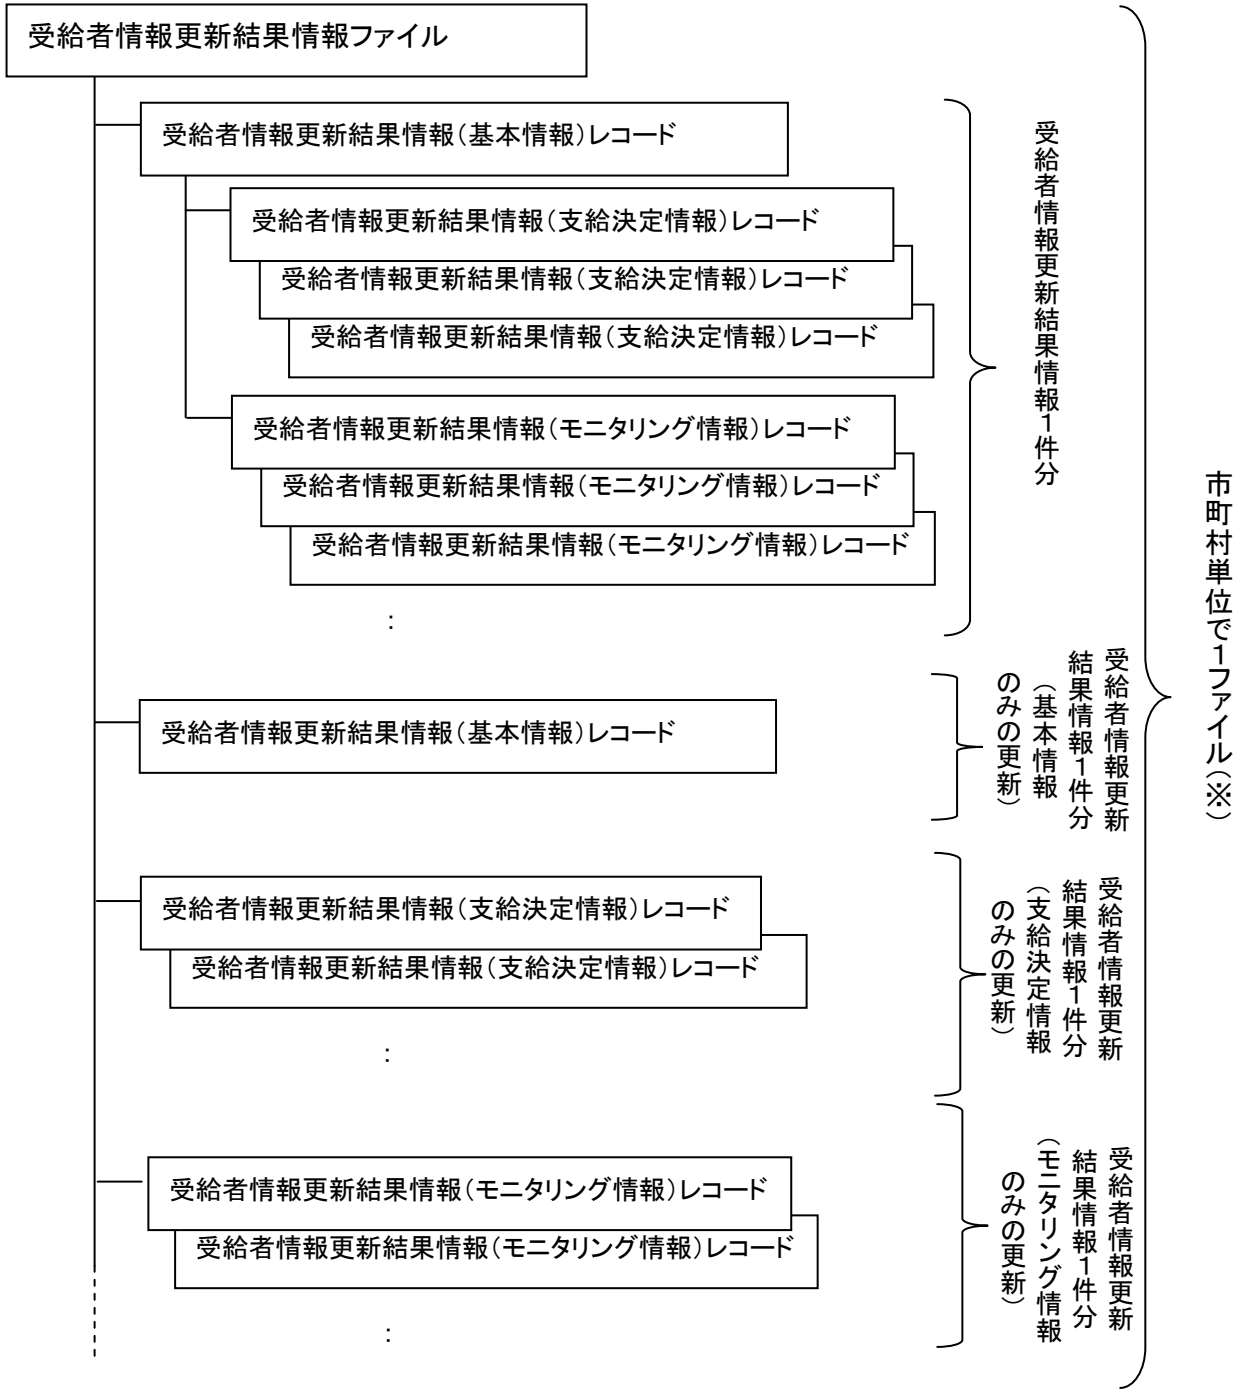 受給者情報更新結果情報ファイル
受給者情報更新結果情報（基本情報）レコード
受給者情報更新結果情報（支給決定情報）レコード
受給者情報更新結果情報（支給決定情報）レコード
受給者情報更新結果情報（支給決定情報）レコード
受給者情報更新結果情報（モニタリング情報）レコード
受給者情報更新結果情報（モニタリング情報）レコード
受給者情報更新結果情報（モニタリング情報）レコード
：
受給者情報更新結果情報１件分
受給者情報更新結果情報（基本情報）レコード
受給者情報更新
結果情報１件分
（基本情報
のみの更新）
受給者情報更新結果情報（支給決定情報）レコード
受給者情報更新結果情報（支給決定情報）レコード
：
受給者情報更新
結果情報１件分
（支給決定情報
のみの更新）
受給者情報更新結果情報（モニタリング情報）レコード
受給者情報更新結果情報（モニタリング情報）レコード
：
受給者情報更新
結果情報１件分
（モニタリング情報
のみの更新）
市町村単位で１ファイル（※）